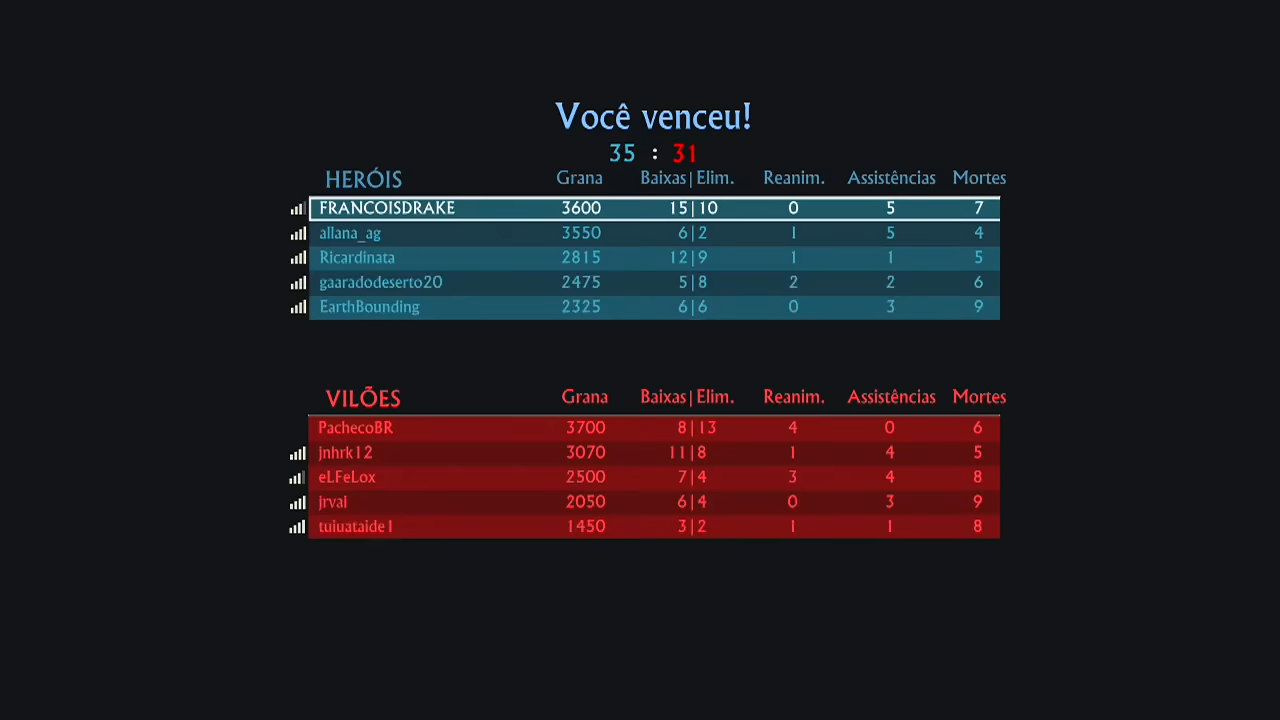 Você venceu!
35 : 31
HERÓIS Grana Baixas|Elim. Reanim. Assistências Mortes
FRANCOISDRAKE 3600 15|10 0 5 7
allana_ag 3550 6|2 1 5 4
Ricardinata 2815 12|9 1 1 5
gaaradodeserto20 2475 5|8 2 2 6
EarthBounding 2325 6|6 0 3 9
VILÕES Grana Baixas|Elim. Reanim. Assistências Mortes
PachecoBR 3700 8|13 4 0 6
jnhrk12 3070 11|8 1 4 5
eLFeLox 2500 7|4 3 4 8
jrval 2050 6|4 0 3 9
tuiuataide1 1450 3|2 1 1 8